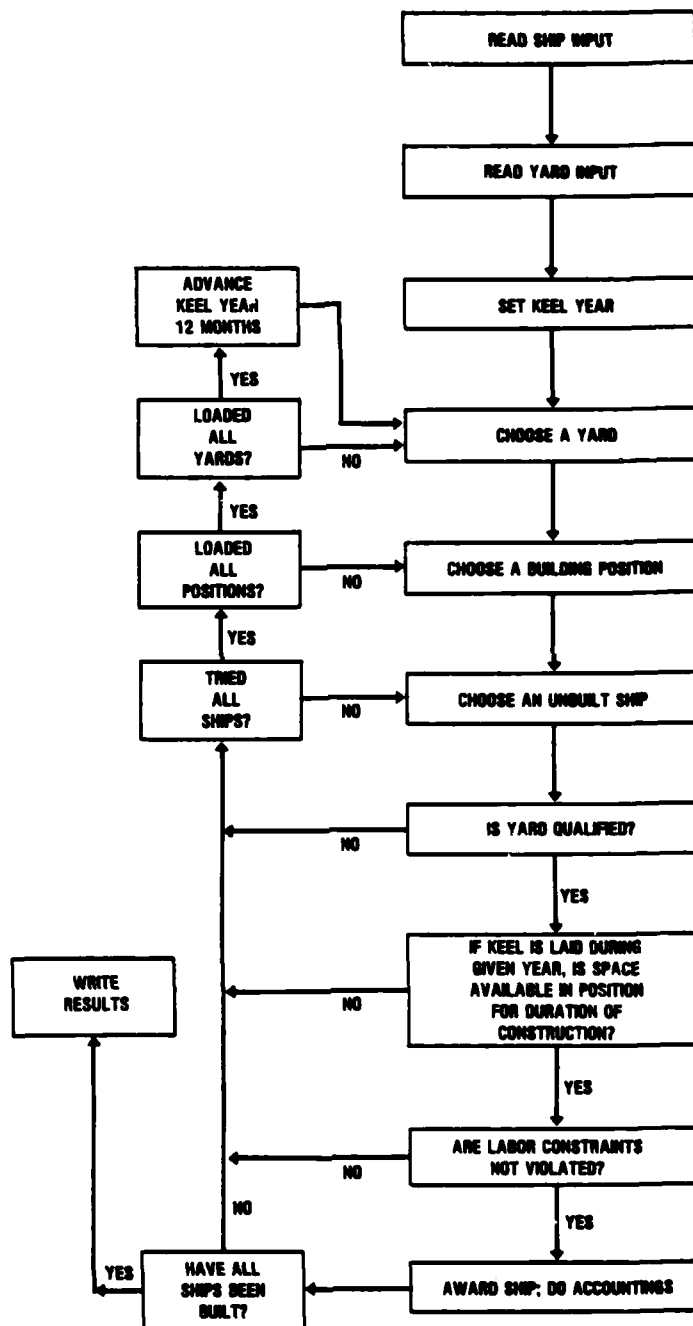 READ SHIP INPUT
READ YARD INPUT
ADVANCE
KEEL YEAR
12 MONTHS
SET KEEL YEAR
YES
LOADED
ALL
YARDS?
NO
CHOOSE A YARD
YES
LOADED
ALL
POSITIONS?
NO
CHOOSE A BUILDING POSITION
YES
TRIED
ALL
SHIPS?
NO
CHOOSE AN UNBUILT SHIP
NO
IS YARD QUALIFIED?
YES
IF KEEL IS LAID DURING
GIVEN YEAR, IS SPACE
AVAILABLE IN POSITION
FOR DURATION OF
CONSTRUCTION?
NO
WRITE
RESULTS
YES
ARE LABOR CONSTRAINTS
NOT VIOLATED?
NO
YES
NO
YES
HAVE ALL
SHIPS BEEN
BUILT?
AWARD SHIP; DO ACCOUNTINGS